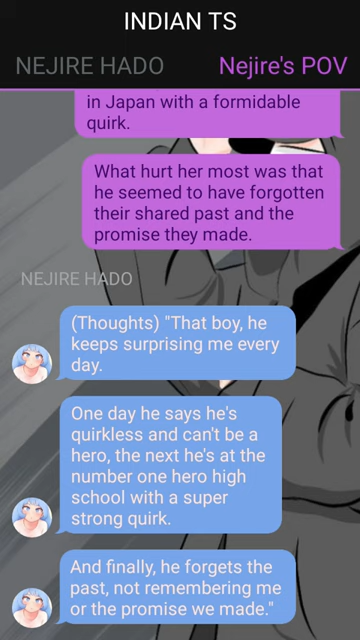 INDIAN TS
NEJIRE HADO
Nejire's POV
in Japan with a formidable
quirk.
What hurt her most was that
he seemed to have forgotten
their shared past and the
promise they made.
NEJIRE HADO
(Thoughts) "That boy, he
keeps surprising me every
day.
One day he says he's
quirkless and can't be a
hero, the next he's at the
number one hero high
school with a super
strong quirk.
And finally, he forgets the
past, not remembering me
or the promise we made."